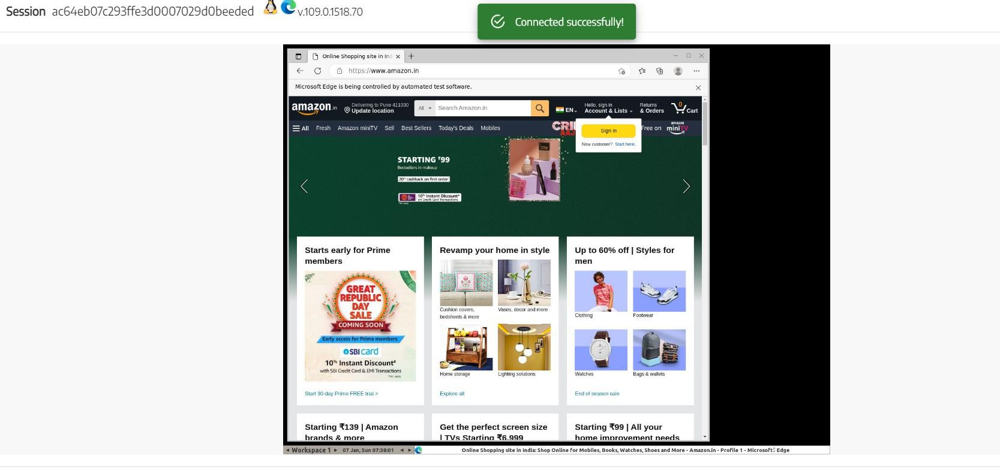 Session ac64eb07c293ffe3d0007029d0beeded v.109.0.1518.70
Connected successfully!
Online Shopping site in Ind
https://www.amazon.in
Microsoft Edge is being controlled by automated test software.
amazon.in
Delivering to Pune 411030
Update location
All
Search Amazon.in
EN
Hello, sign in
Account & Lists
Returns
& Orders
0
Cart
All Fresh Amazon miniTV Sell Best Sellers Today's Deals Mobiles
Free on
amazon
miniTV
Sign in
New customer? Start here.
STARTING ₹99
Bestsellers in makeup
20% cashback on first order*
10% Instant Discount*
on Credit Card Transactions
Starts early for Prime
members
GREAT
REPUBLIC
DAY
SALE
COMING SOON
Early access for Prime members
SBI card
10% Instant Discount#
with SBI Credit Card & EMI Transactions
Start 30-day Prime FREE trial >
Revamp your home in style
Cushion covers,
bedsheets & more
Vases, decor and more
Home storage
Lighting solutions
Explore all
Up to 60% off | Styles for
men
Clothing
Footwear
Watches
Bags & wallets
End of season sale
Starting ₹139 | Amazon
brands & more
Get the perfect screen size
| TVs Starting ₹6,999
Starting ₹99 | All your
home improvement needs
Workspace 1
07 Jan, Sun 07:38:01
Online Shopping site in India: Shop Online for Mobiles, Books, Watches, Shoes and More - Amazon.in - Profile 1 - Microsoft Edge